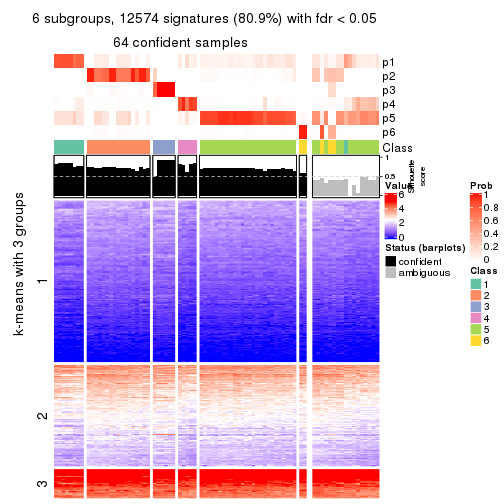 6 subgroups, 12574 signatures (80.9%) with fdr < 0.05
64 confident samples
p1
p2
p3
p4
p5
p6
Class
1
0.5
0
Silhouette
score
k-means with 3 groups
1
2
3
Value
6
4
2
0
Status (barplots)
confident
ambiguous
Prob
1
0.8
0.6
0.4
0.2
0
Class
1
2
3
4
5
6